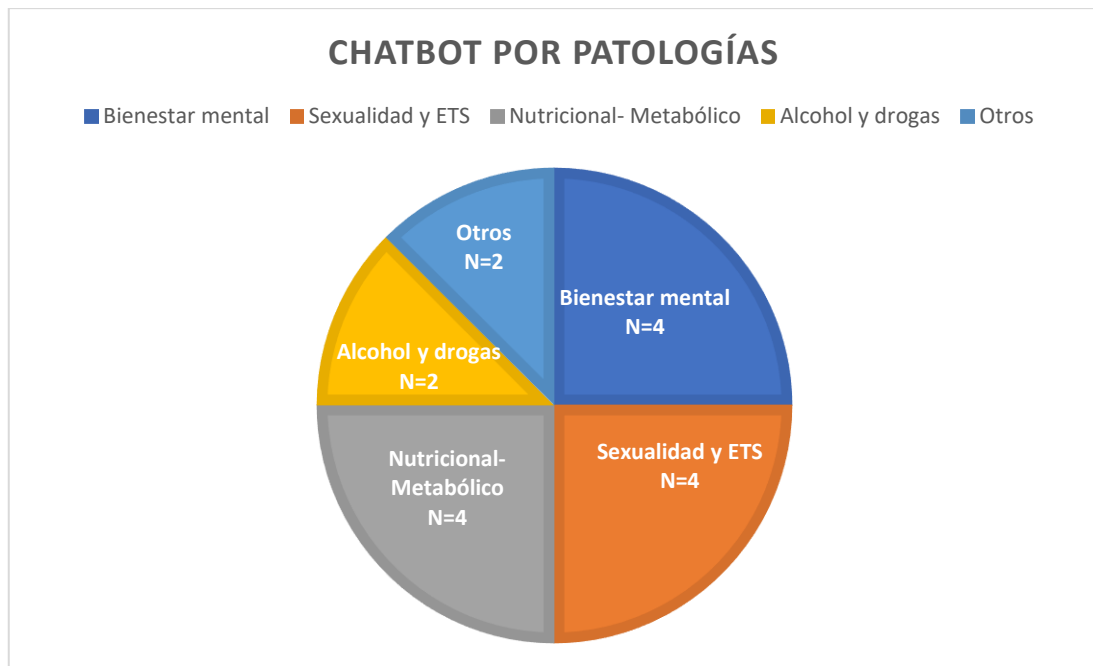 CHATBOT POR PATOLOGÍAS
Bienestar mental Sexualidad y ETS Nutricional- Metabólico Alcohol y drogas Otros
Otros
N=2
Bienestar mental
N=4
Alcohol y drogas
N=2
Sexualidad y ETS
N=4
Nutricional-
Metabólico
N=4